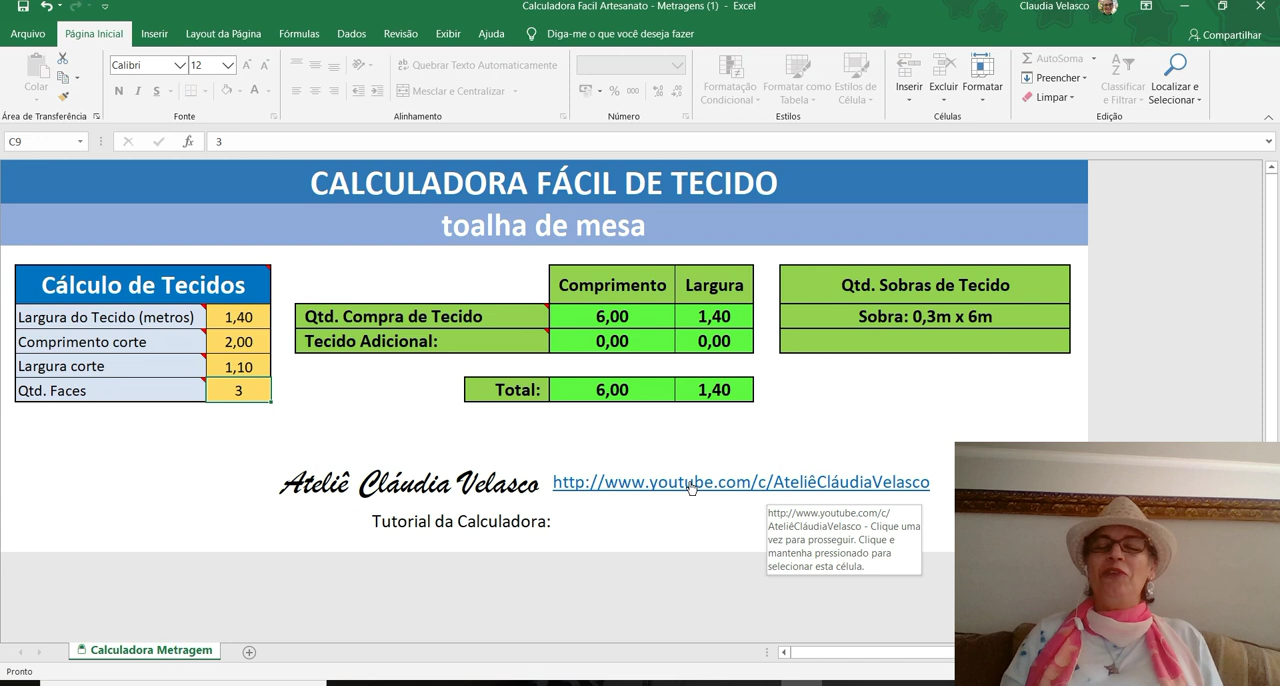 Calculadora Facil Artesanato - Metragens (1) - Excel
Claudia Velasco
Arquivo Página Inicial Inserir Layout da Página Fórmulas Dados Revisão Exibir Ajuda Diga-me o que você deseja fazer Compartilhar
Colar
Calibri 12
N I S
Quebrar Texto Automaticamente
Mesclar e Centralizar
% 000
Formatação Condicional
Formatar como Tabela
Estilos de Célula
Inserir Excluir Formatar
AutoSoma
Preencher
Limpar
Classificar e Filtrar
Localizar e Selecionar
Área de Transferência Fonte Alinhamento Número Estilos Células Edição
C9 fx 3
CALCULADORA FÁCIL DE TECIDO
toalha de mesa
Cálculo de Tecidos
Largura do Tecido (metros) 1,40
Comprimento corte 2,00
Largura corte 1,10
Qtd. Faces 3
Comprimento Largura
Qtd. Compra de Tecido 6,00 1,40
Tecido Adicional: 0,00 0,00
Total: 6,00 1,40
Qtd. Sobras de Tecido
Sobra: 0,3m x 6m
Ateliê Cláudia Velasco http://www.youtube.com/c/AteliêCláudiaVelasco
Tutorial da Calculadora:
http://www.youtube.com/c/
AteliêCláudiaVelasco - Clique uma
vez para prosseguir. Clique e
mantenha pressionado para
selecionar esta célula.
Calculadora Metragem
Pronto